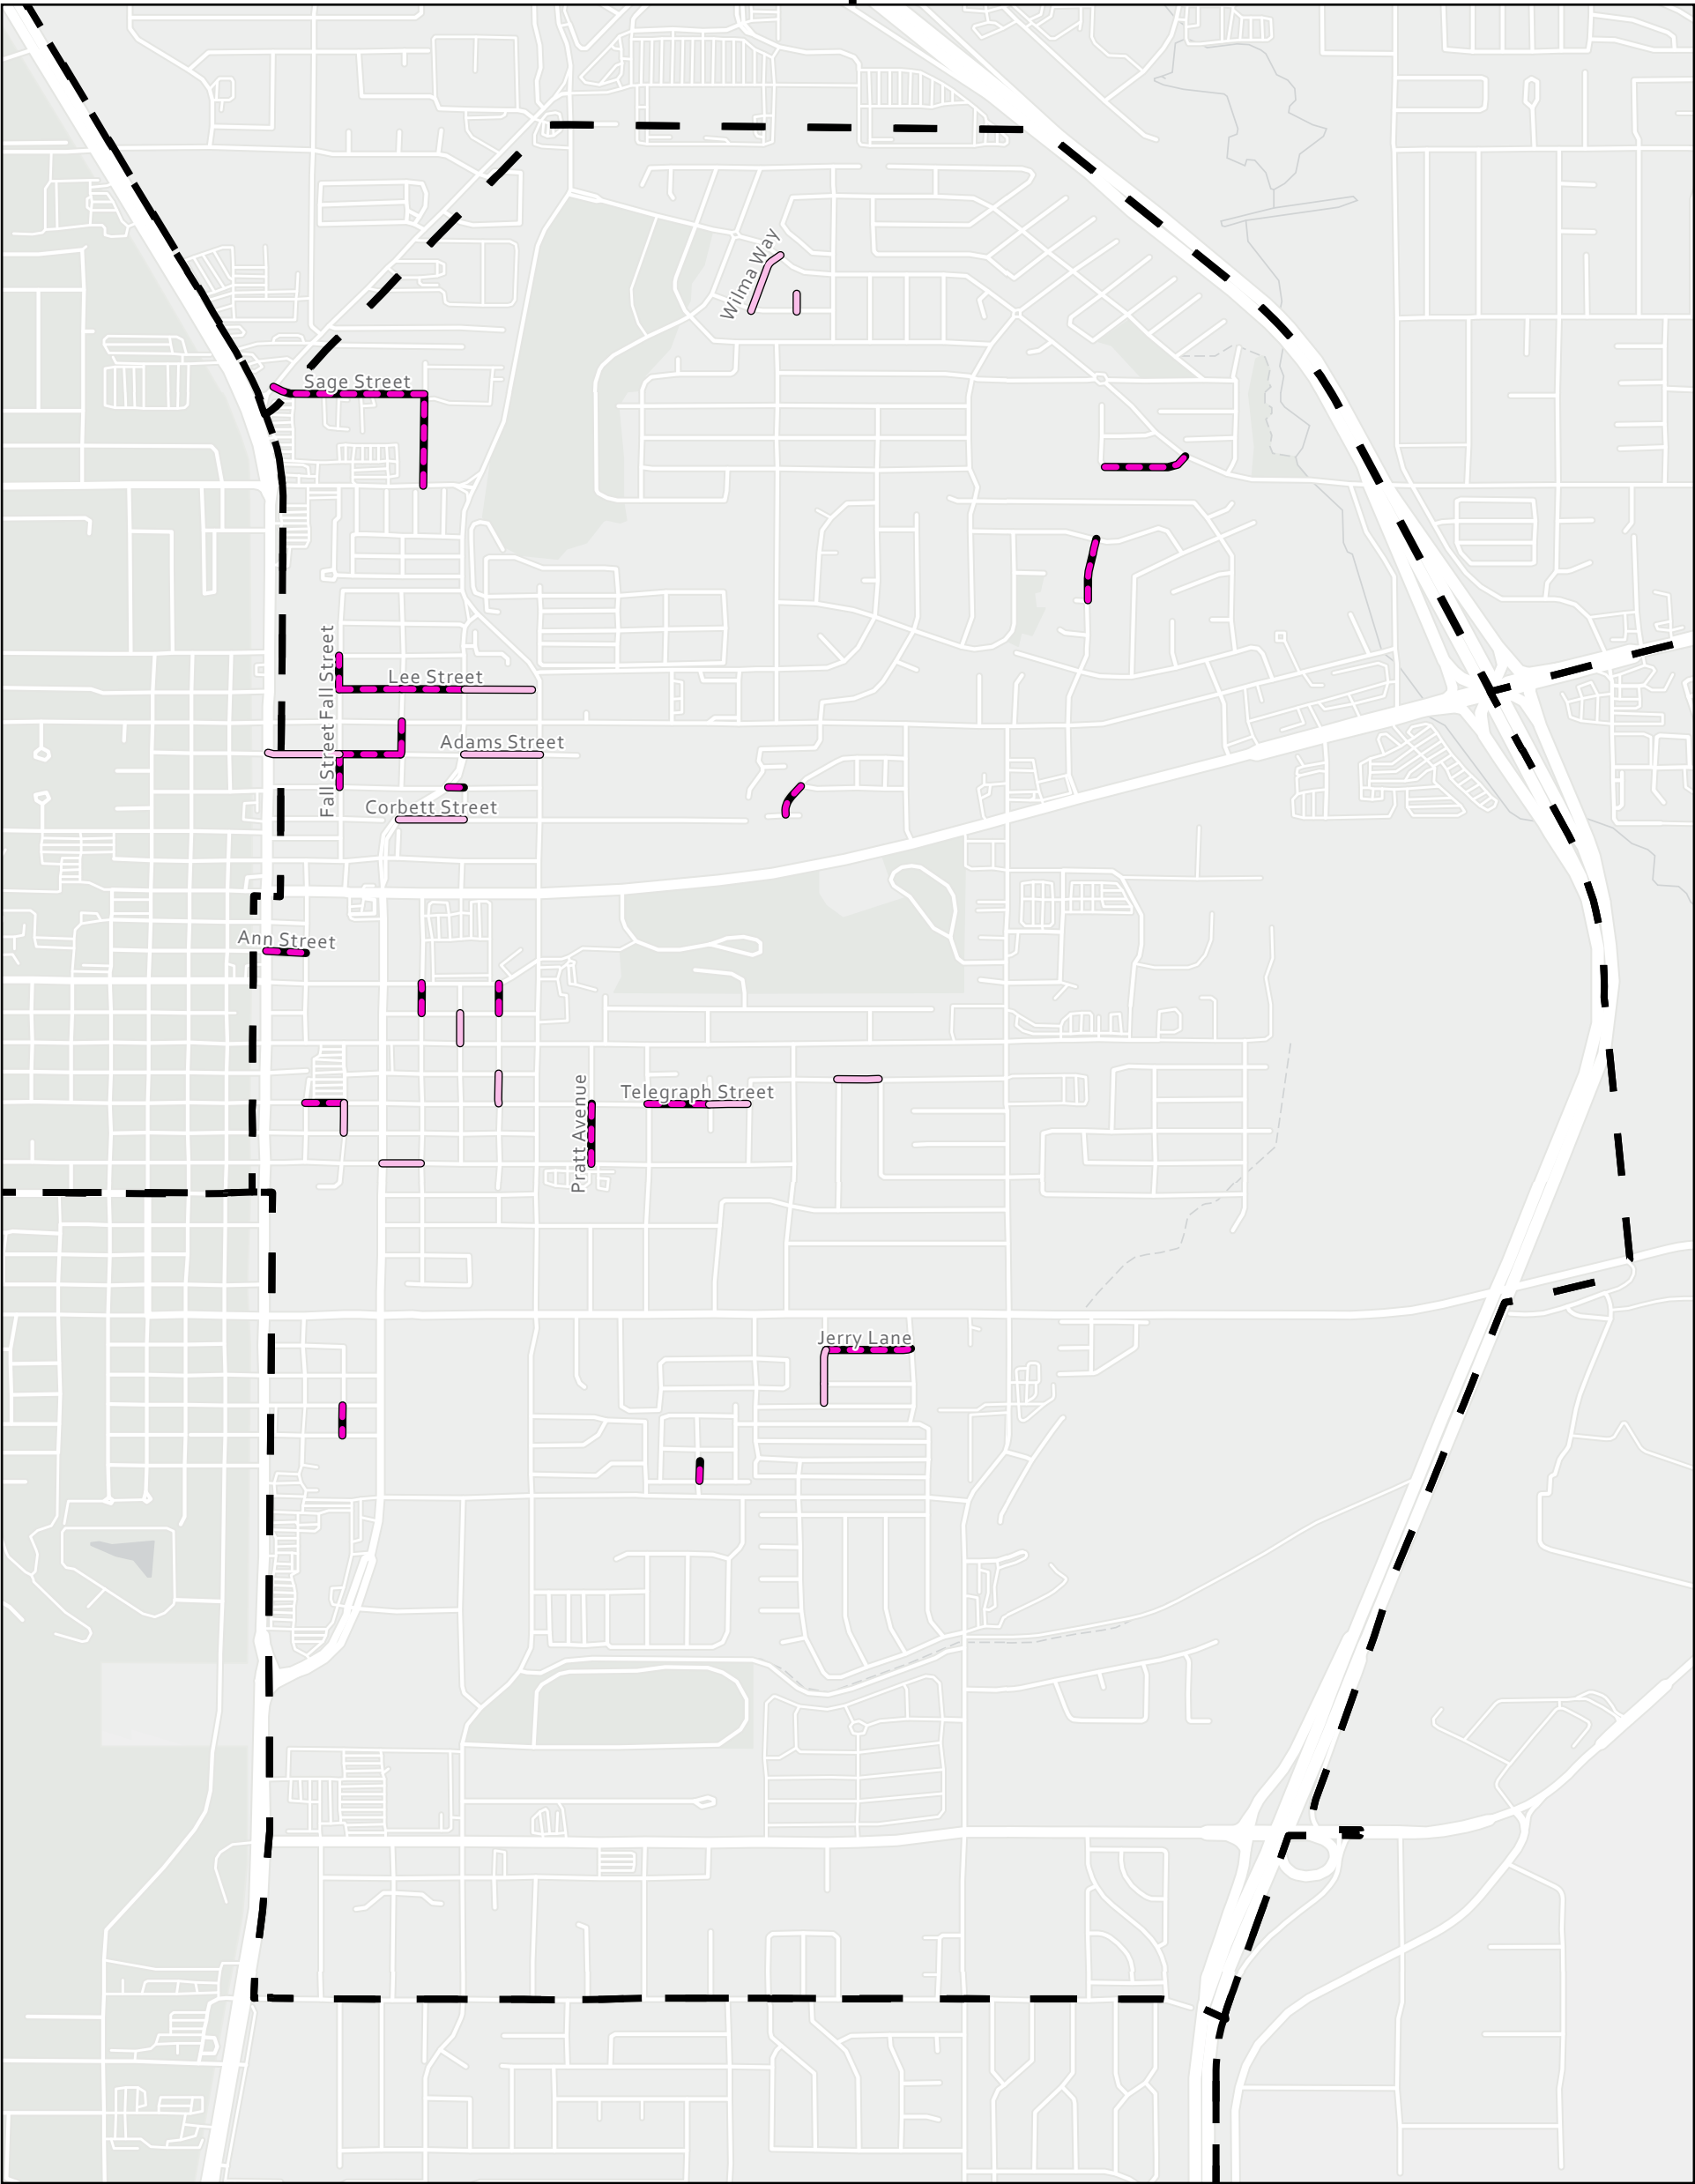 Wilma Way
Sage Street
Fall Street
Lee Street
Fall Street
Adams Street
Corbett Street
Ann Street
Pratt Avenue
Telegraph Street
Jerry Lane